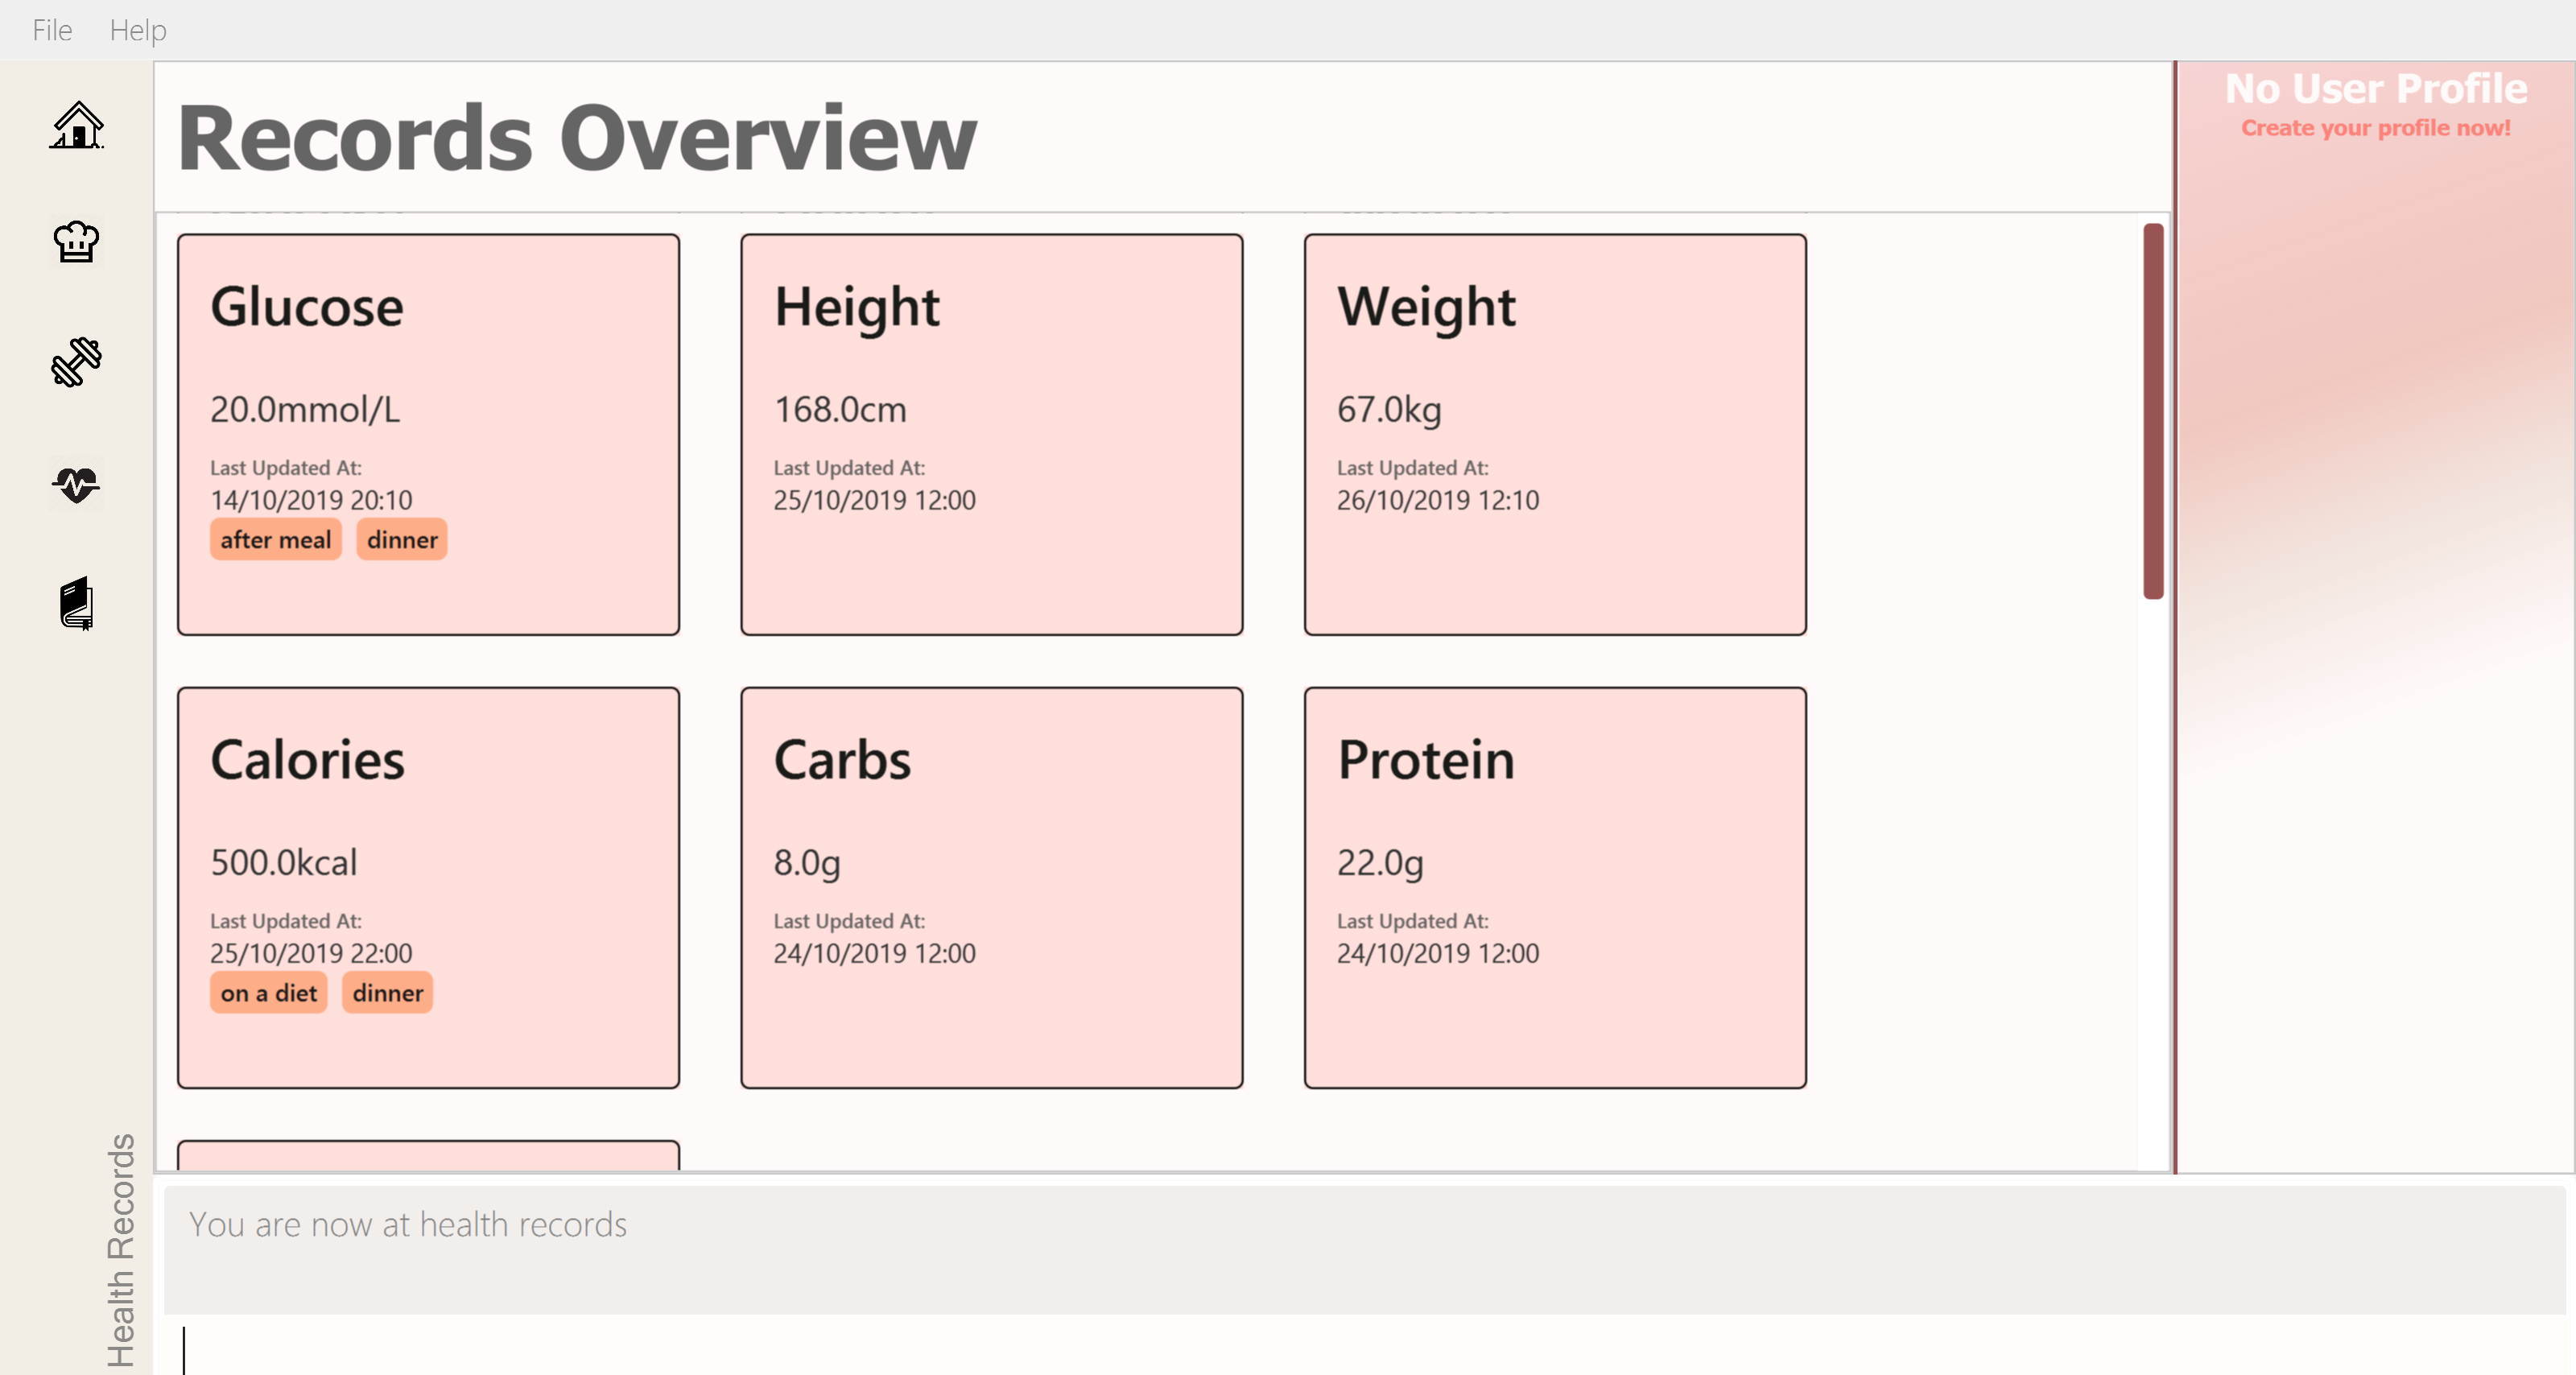 File Help
Records Overview
No User Profile
Create your profile now!
Glucose
20.0mmol/L
Last Updated At:
14/10/2019 20:10
after meal dinner
Height
168.0cm
Last Updated At:
25/10/2019 12:00
Weight
67.0kg
Last Updated At:
26/10/2019 12:10
Calories
500.0kcal
Last Updated At:
25/10/2019 22:00
on a diet dinner
Carbs
8.0g
Last Updated At:
24/10/2019 12:00
Protein
22.0g
Last Updated At:
24/10/2019 12:00
Health Records
You are now at health records